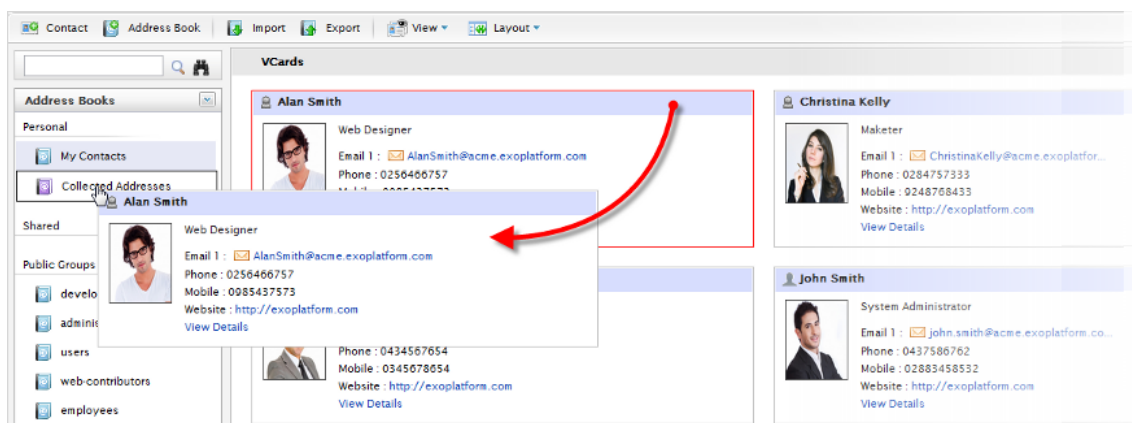 Contact Address Book Import Export View Layout
VCards
Address Books
Personal
My Contacts
Collected Addresses
Shared
Public Groups
develo
adminis
users
web-contributors
employees
Alan Smith
Web Designer
Email 1 : AlanSmith@acme.exoplatform.com
Phone : 0256466757
Mobile : 0985437573
Alan Smith
Web Designer
Email 1 : AlanSmith@acme.exoplatform.com
Phone : 0256466757
Mobile : 0985437573
Website : http://exoplatform.com
View Details
Phone : 0434567654
Mobile : 0345678654
Website : http://exoplatform.com
View Details
Christina Kelly
Maketer
Email 1 : ChristinaKelly@acme.exoplatfor...
Phone : 0284757333
Mobile : 9248768433
Website : http://exoplatform.com
View Details
John Smith
System Administrator
Email 1 : john.smith@acme.exoplatform.co...
Phone : 0437586762
Mobile : 02883458532
Website : http://exoplatform.com
View Details